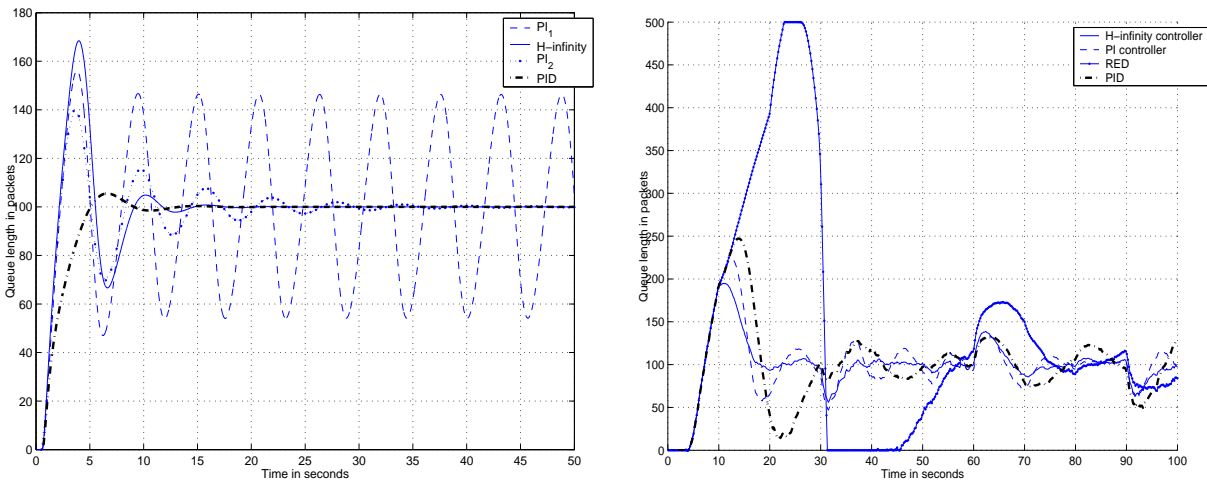 180
160
140
120
100
80
60
40
20
0
Queue length in packets
0 5 10 15 20 25 30 35 40 45 50
Time in seconds
PI1
H−infinity
PI2
PID
500
450
400
350
300
250
200
150
100
50
0
Queue length in packets
0 10 20 30 40 50 60 70 80 90 100
Time in seconds
H−infinity controller
PI controller
RED
PID